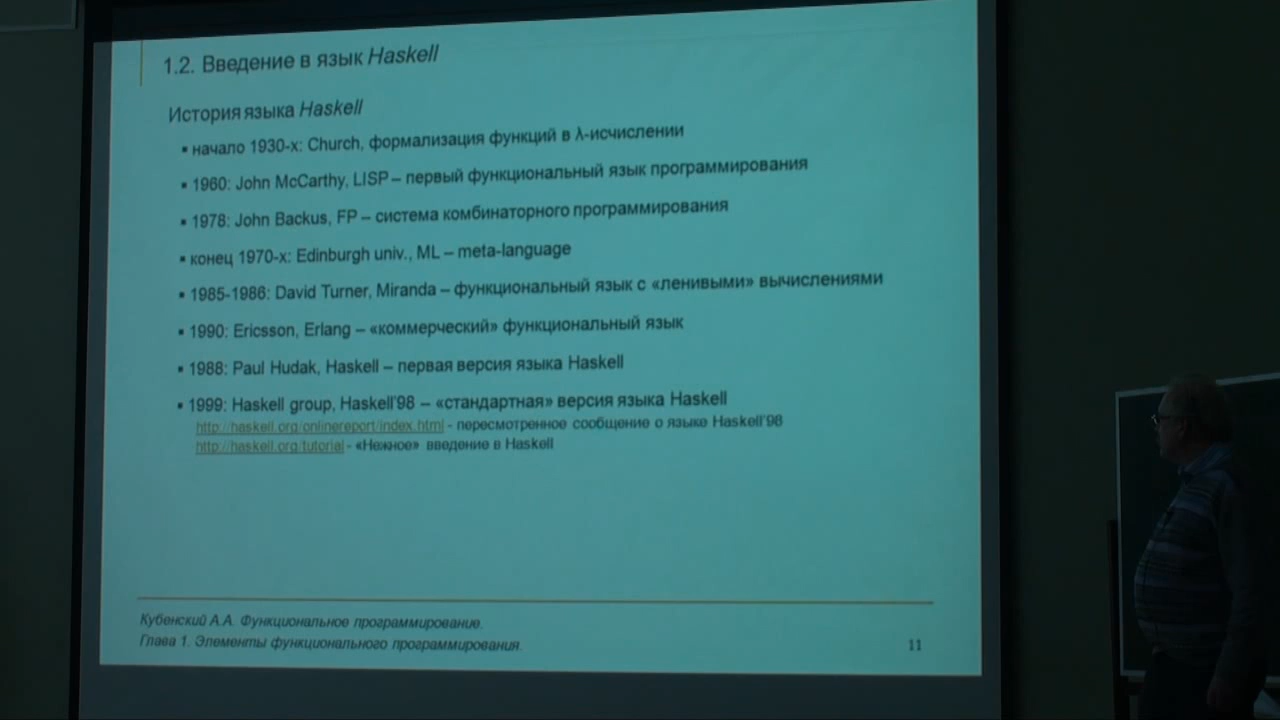 1.2. Введение в язык Haskell
История языка Haskell
▪ начало 1930-х: Church, формализация функций в λ-исчислении
▪ 1960: John McCarthy, LISP – первый функциональный язык программирования
▪ 1978: John Backus, FP – система комбинаторного программирования
▪ конец 1970-х: Edinburgh univ., ML – meta-language
▪ 1985-1986: David Turner, Miranda – функциональный язык с «ленивыми» вычислениями
▪ 1990: Ericsson, Erlang – «коммерческий» функциональный язык
▪ 1988: Paul Hudak, Haskell – первая версия языка Haskell
▪ 1999: Haskell group, Haskell'98 – «стандартная» версия языка Haskell
http://haskell.org/onlinereport/index.html - пересмотренное сообщение о языке Haskell'98
http://haskell.org.tutorial - «Нежное» введение в Haskell
Кубенский А.А. Функциональное программирование.
Глава 1. Элементы функционального программирования.
11